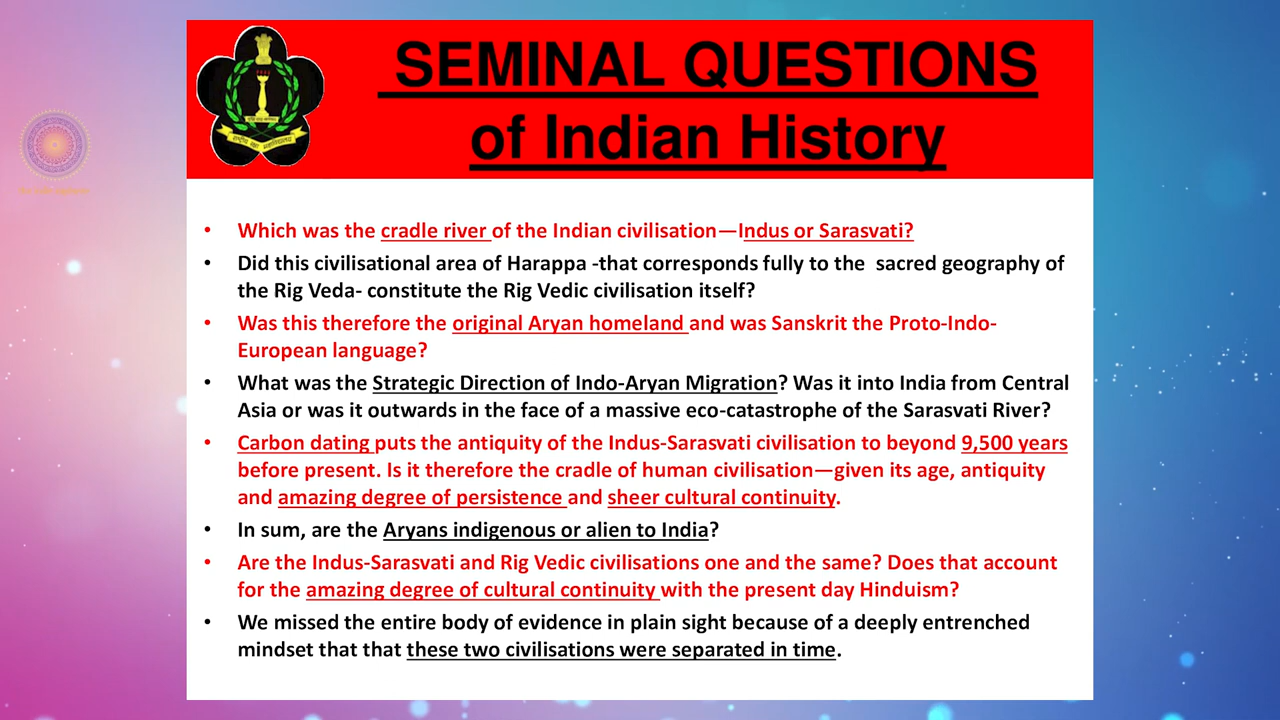 SEMINAL QUESTIONS
of Indian History
• Which was the cradle river of the Indian civilisation—Indus or Sarasvati?
• Did this civilisational area of Harappa -that corresponds fully to the sacred geography of
the Rig Veda- constitute the Rig Vedic civilisation itself?
• Was this therefore the original Aryan homeland and was Sanskrit the Proto-Indo-
European language?
• What was the Strategic Direction of Indo-Aryan Migration? Was it into India from Central
Asia or was it outwards in the face of a massive eco-catastrophe of the Sarasvati River?
• Carbon dating puts the antiquity of the Indus-Sarasvati civilisation to beyond 9,500 years
before present. Is it therefore the cradle of human civilisation—given its age, antiquity
and amazing degree of persistence and sheer cultural continuity.
• In sum, are the Aryans indigenous or alien to India?
• Are the Indus-Sarasvati and Rig Vedic civilisations one and the same? Does that account
for the amazing degree of cultural continuity with the present day Hinduism?
• We missed the entire body of evidence in plain sight because of a deeply entrenched
mindset that that these two civilisations were separated in time.